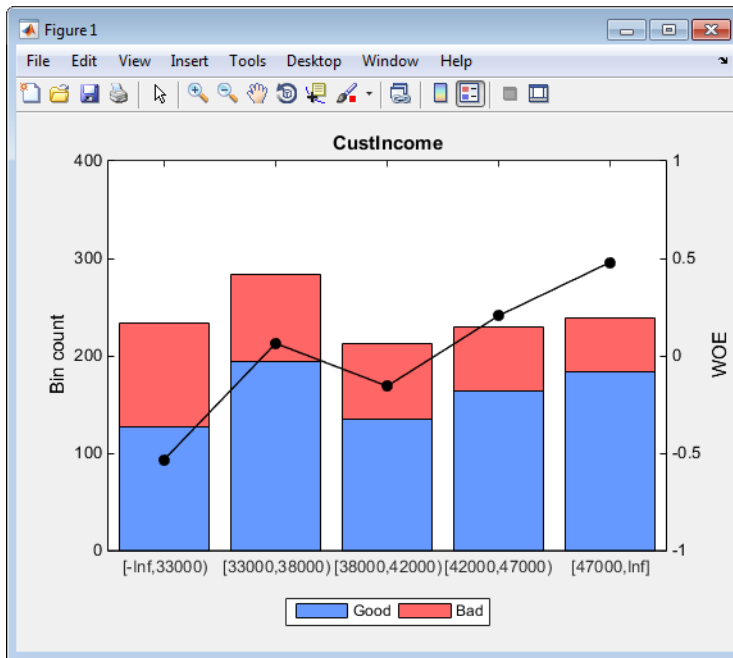 Figure 1
File Edit View Insert Tools Desktop Window Help
CustIncome
400
300
200
100
0
Bin count
1
0.5
0
-0.5
-1
WOE
[-Inf,33000) [33000,38000) [38000,42000) [42000,47000) [47000,Inf]
Good Bad